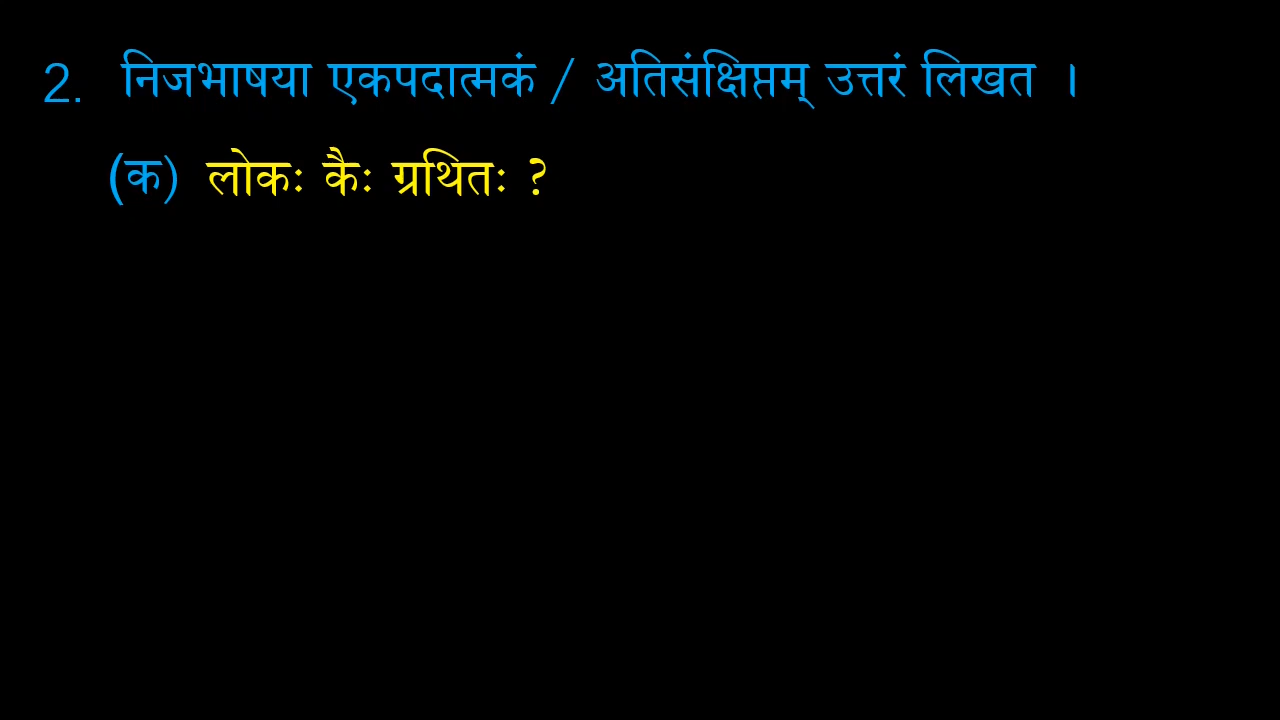 2. निजभाषया एकपदात्मकं / अतिसंक्षिप्तम् उत्तरं लिखत ।
(क) लोकः कैः ग्रथितः ?